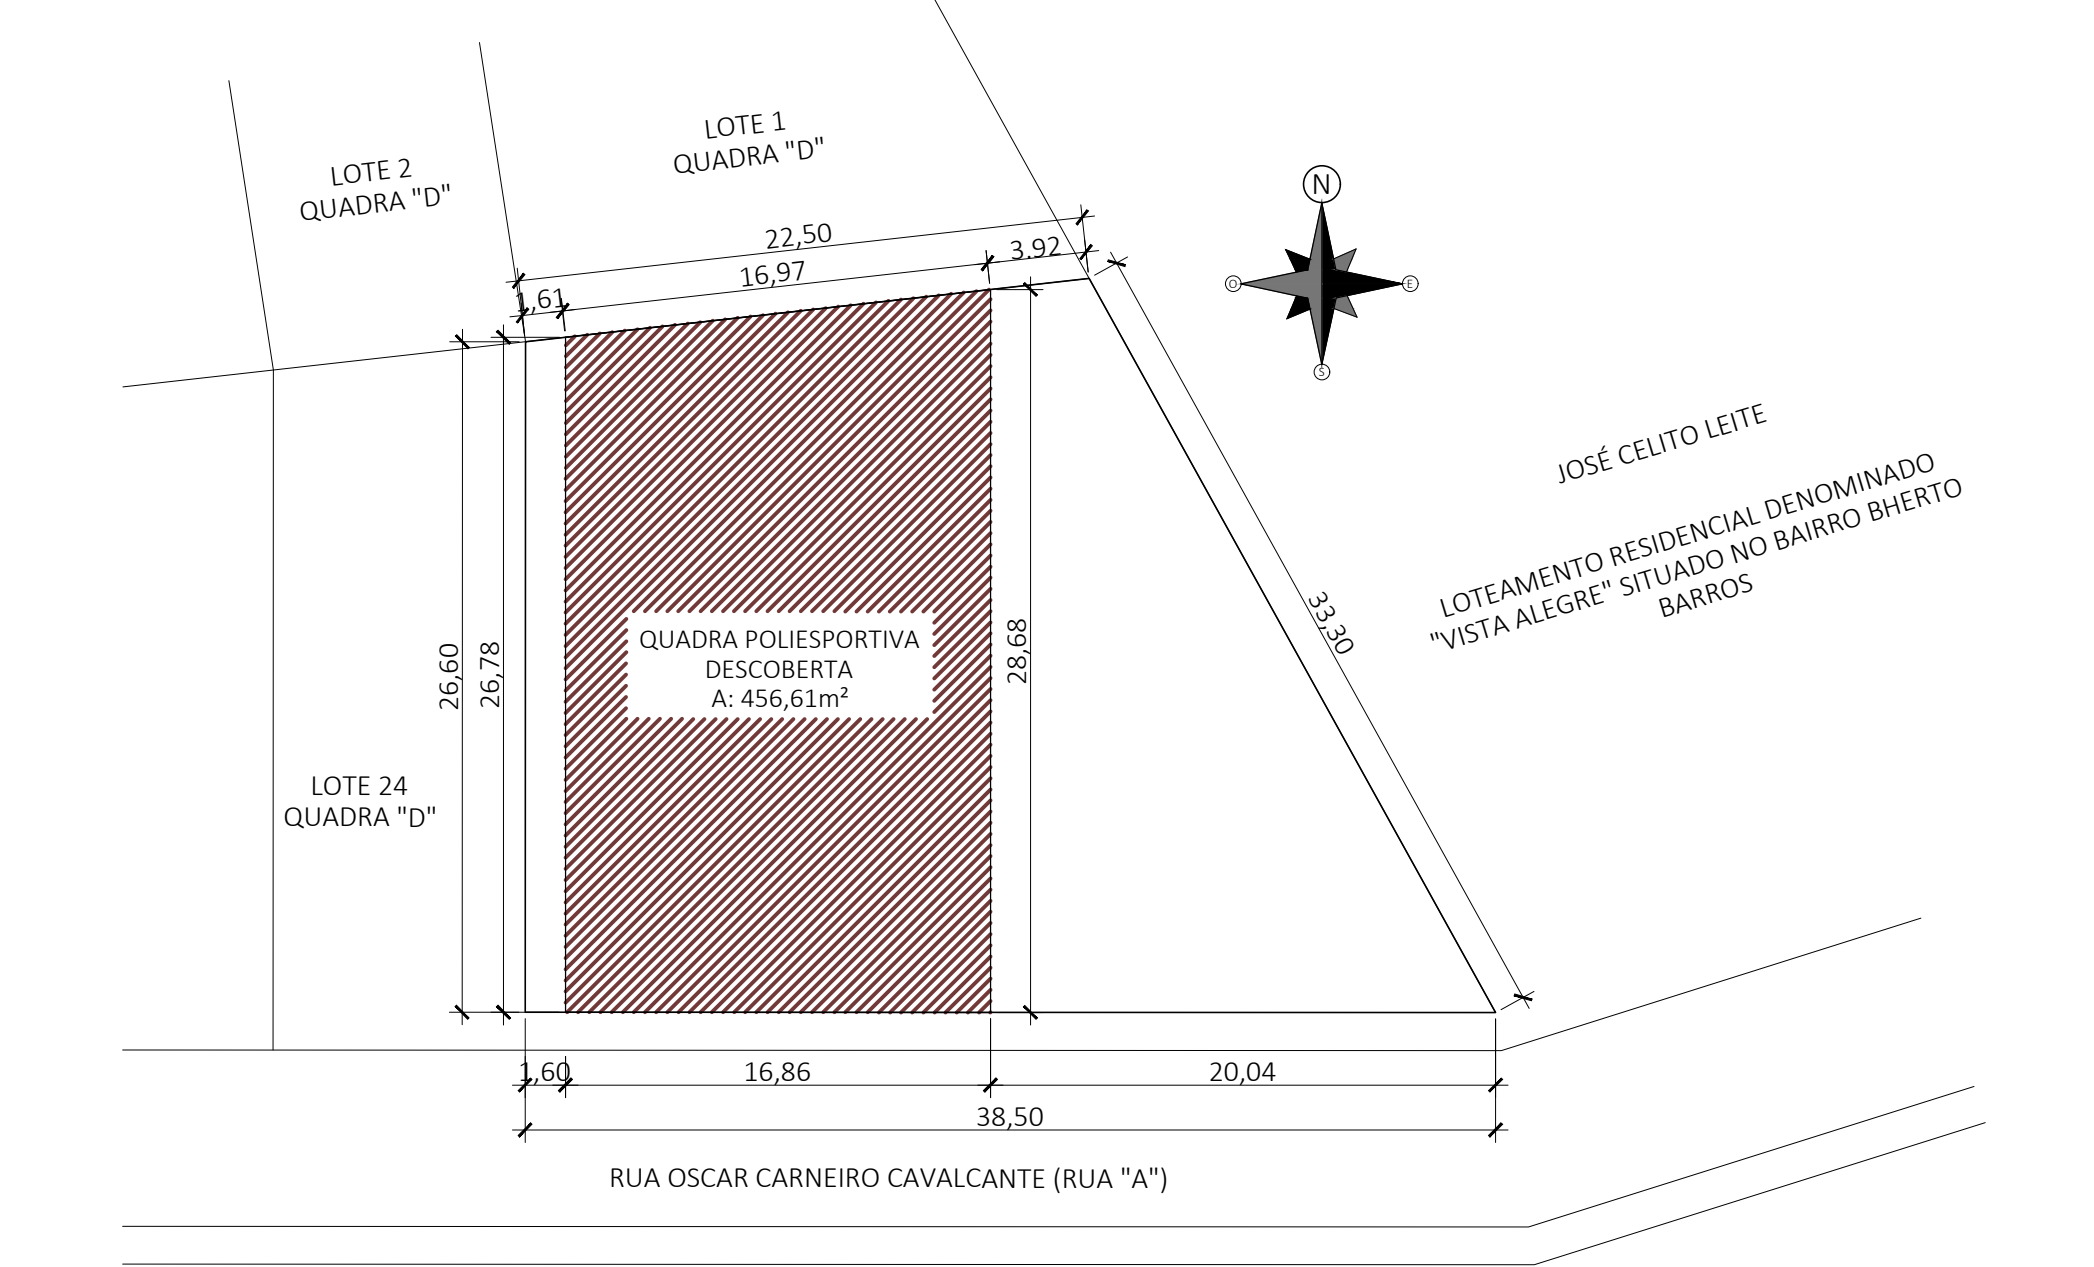 LOTE 1
QUADRA "D"
LOTE 2
QUADRA "D"
N
O
E
S
22,50
3.92
16,97
1,61
JOSÉ CELITO LEITE
LOTEAMENTO RESIDENCIAL DENOMINADO
"VISTA ALEGRE" SITUADO NO BAIRRO BHERTO
BARROS
33,30
QUADRA POLIESPORTIVA
DESCOBERTA
A: 456,61m²
26,60
26,78
28,68
LOTE 24
QUADRA "D"
1,60
16,86
20,04
38,50
RUA OSCAR CARNEIRO CAVALCANTE (RUA "A")